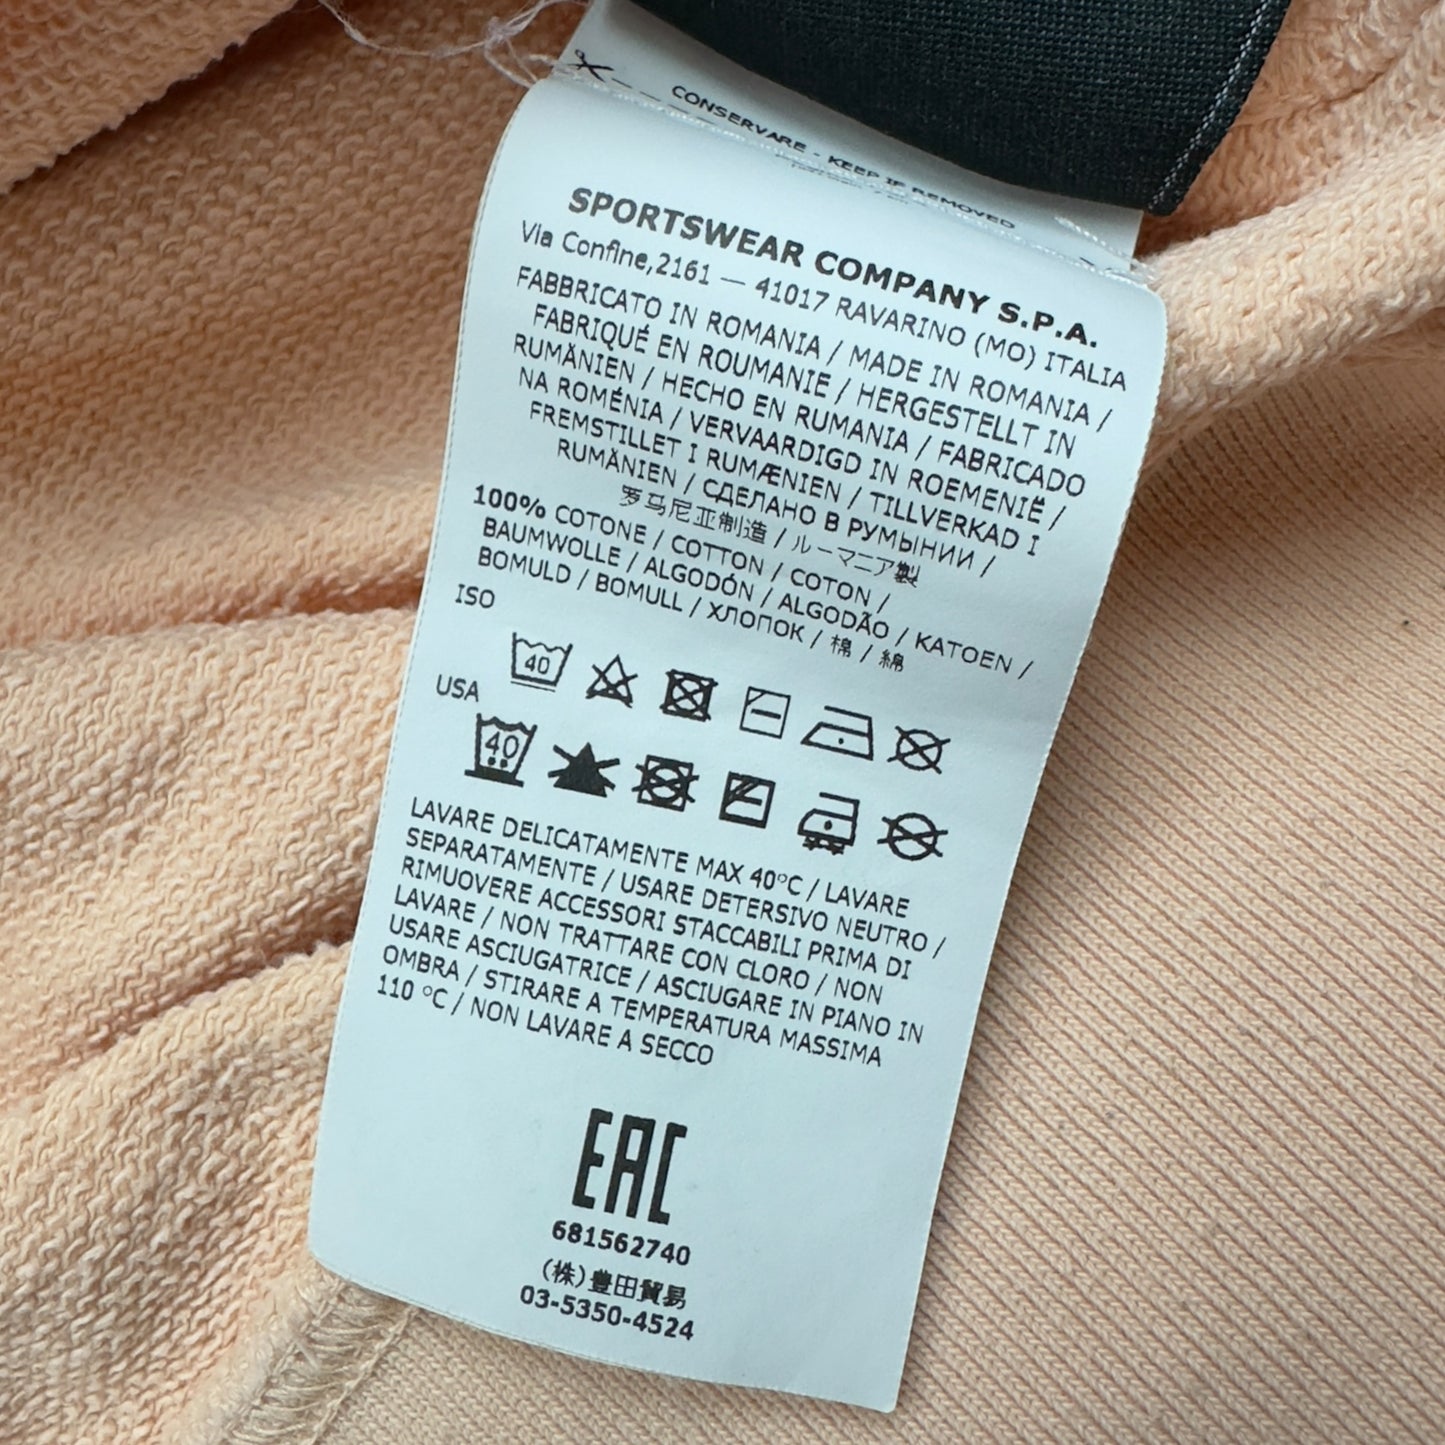 CONSERVARE - KEEP IF REMOVED
SPORTSWEAR COMPANY S.P.A.
Via Confine,2161 — 41017 RAVARINO (MO) ITALIA
FABBRICATO IN ROMANIA / MADE IN ROMANIA /
FABRIQUÉ EN ROUMANIE / HERGESTELLT IN
RUMÄNIEN / HECHO EN RUMANIA / FABRICADO
NA ROMÉNIA / VERVAARDIGD IN ROEMENIË /
FREMSTILLET I RUMÆNIEN / TILLVERKAD I
RUMÄNIEN / СДЕЛАНО В РУМЫНИИ /
罗马尼亚制造 / ルーマニア製
100% COTONE / COTTON / COTON /
BAUMWOLLE / ALGODÓN / ALGODÃO / KATOEN /
BOMULD / BOMULL / ХЛОПОК / 棉 / 綿
ISO
40
USA
40
LAVARE DELICATAMENTE MAX 40°C / LAVARE
SEPARATAMENTE / USARE DETERSIVO NEUTRO /
RIMUOVERE ACCESSORI STACCABILI PRIMA DI
LAVARE / NON TRATTARE CON CLORO / NON
USARE ASCIUGATRICE / ASCIUGARE IN PIANO IN
OMBRA / STIRARE A TEMPERATURA MASSIMA
110 °C / NON LAVARE A SECCO
EAC
681562740
(株)豊田貿易
03-5350-4524